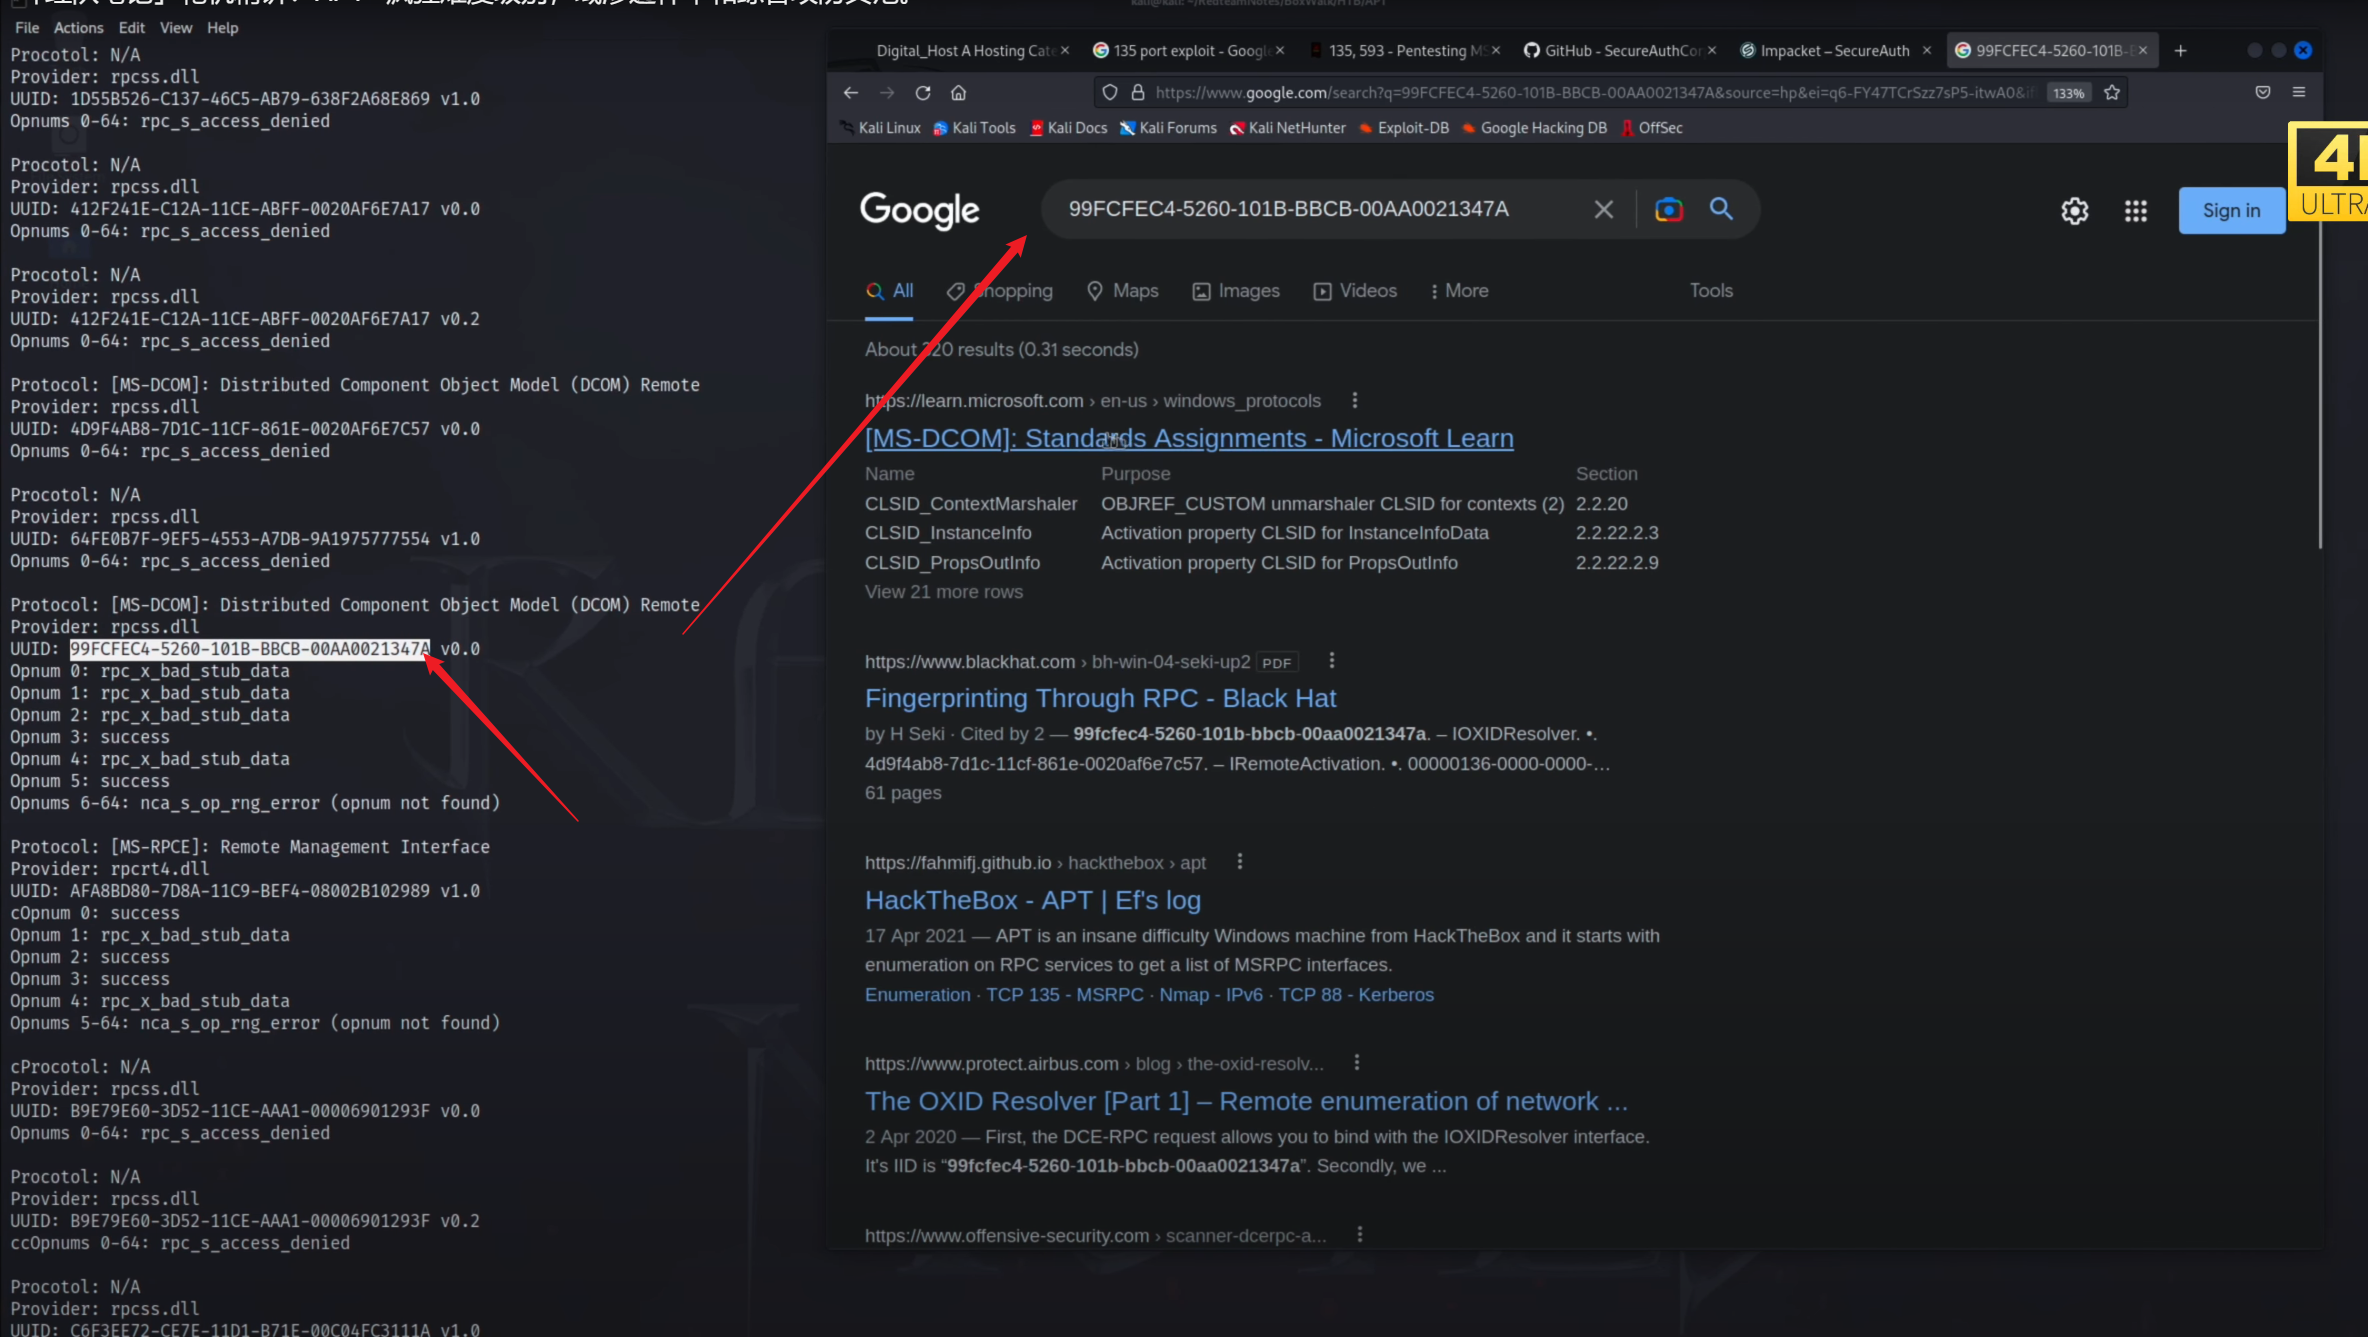 kali@kali: ~/RedteamNotes/BoxWalk/HTB/APT
File Actions Edit View Help
Procotol: N/A
Provider: rpcss.dll
UUID: 1D55B526-C137-46C5-AB79-638F2A68E869 v1.0
Opnums 0-64: rpc_s_access_denied
Procotol: N/A
Provider: rpcss.dll
UUID: 412F241E-C12A-11CE-ABFF-0020AF6E7A17 v0.0
Opnums 0-64: rpc_s_access_denied
Procotol: N/A
Provider: rpcss.dll
UUID: 412F241E-C12A-11CE-ABFF-0020AF6E7A17 v0.2
Opnums 0-64: rpc_s_access_denied
Protocol: [MS-DCOM]: Distributed Component Object Model (DCOM) Remote
Provider: rpcss.dll
UUID: 4D9F4AB8-7D1C-11CF-861E-0020AF6E7C57 v0.0
Opnums 0-64: rpc_s_access_denied
Procotol: N/A
Provider: rpcss.dll
UUID: 64FE0B7F-9EF5-4553-A7DB-9A1975777554 v1.0
Opnums 0-64: rpc_s_access_denied
Protocol: [MS-DCOM]: Distributed Component Object Model (DCOM) Remote
Provider: rpcss.dll
UUID: 99FCFEC4-5260-101B-BBCB-00AA0021347A v0.0
Opnum 0: rpc_x_bad_stub_data
Opnum 1: rpc_x_bad_stub_data
Opnum 2: rpc_x_bad_stub_data
Opnum 3: success
Opnum 4: rpc_x_bad_stub_data
Opnum 5: success
Opnums 6-64: nca_s_op_rng_error (opnum not found)
Protocol: [MS-RPCE]: Remote Management Interface
Provider: rpcrt4.dll
UUID: AFA8BD80-7D8A-11C9-BEF4-08002B102989 v1.0
cOpnum 0: success
Opnum 1: rpc_x_bad_stub_data
Opnum 2: success
Opnum 3: success
Opnum 4: rpc_x_bad_stub_data
Opnums 5-64: nca_s_op_rng_error (opnum not found)
cProcotol: N/A
Provider: rpcss.dll
UUID: B9E79E60-3D52-11CE-AAA1-00006901293F v0.0
Opnums 0-64: rpc_s_access_denied
Procotol: N/A
Provider: rpcss.dll
UUID: B9E79E60-3D52-11CE-AAA1-00006901293F v0.2
ccOpnums 0-64: rpc_s_access_denied
Procotol: N/A
Provider: rpcss.dll
UUID: C6F3EE72-CE7E-11D1-B71E-00C04FC3111A v1.0
Digital_Host A Hosting Cate 135 port exploit - Google 135, 593 - Pentesting MS GitHub - SecureAuthCor Impacket – SecureAuth 99FCFEC4-5260-101B-B
https://www.google.com/search?q=99FCFEC4-5260-101B-BBCB-00AA0021347A&source=hp&ei=q6-FY47TCrSzz7sP5-itwA0&if 133%
Kali Linux Kali Tools Kali Docs Kali Forums Kali NetHunter Exploit-DB Google Hacking DB OffSec
4
ULTRA
Google 99FCFEC4-5260-101B-BBCB-00AA0021347A Sign in
All Shopping Maps Images Videos More Tools
About 320 results (0.31 seconds)
https://learn.microsoft.com › en-us › windows_protocols
[MS-DCOM]: Standards Assignments - Microsoft Learn
Name Purpose Section
CLSID_ContextMarshaler OBJREF_CUSTOM unmarshaler CLSID for contexts (2) 2.2.20
CLSID_InstanceInfo Activation property CLSID for InstanceInfoData 2.2.22.2.3
CLSID_PropsOutInfo Activation property CLSID for PropsOutInfo 2.2.22.2.9
View 21 more rows
https://www.blackhat.com › bh-win-04-seki-up2 PDF
Fingerprinting Through RPC - Black Hat
by H Seki · Cited by 2 — 99fcfec4-5260-101b-bbcb-00aa0021347a. – IOXIDResolver. •.
4d9f4ab8-7d1c-11cf-861e-0020af6e7c57. – IRemoteActivation. •. 00000136-0000-0000-…
61 pages
https://fahmifj.github.io › hackthebox › apt
HackTheBox - APT | Ef's log
17 Apr 2021 — APT is an insane difficulty Windows machine from HackTheBox and it starts with
enumeration on RPC services to get a list of MSRPC interfaces.
Enumeration · TCP 135 - MSRPC · Nmap - IPv6 · TCP 88 - Kerberos
https://www.protect.airbus.com › blog › the-oxid-resolv...
The OXID Resolver [Part 1] – Remote enumeration of network ...
2 Apr 2020 — First, the DCE-RPC request allows you to bind with the IOXIDResolver interface.
It's IID is “99fcfec4-5260-101b-bbcb-00aa0021347a”. Secondly, we ...
https://www.offensive-security.com › scanner-dcerpc-a...